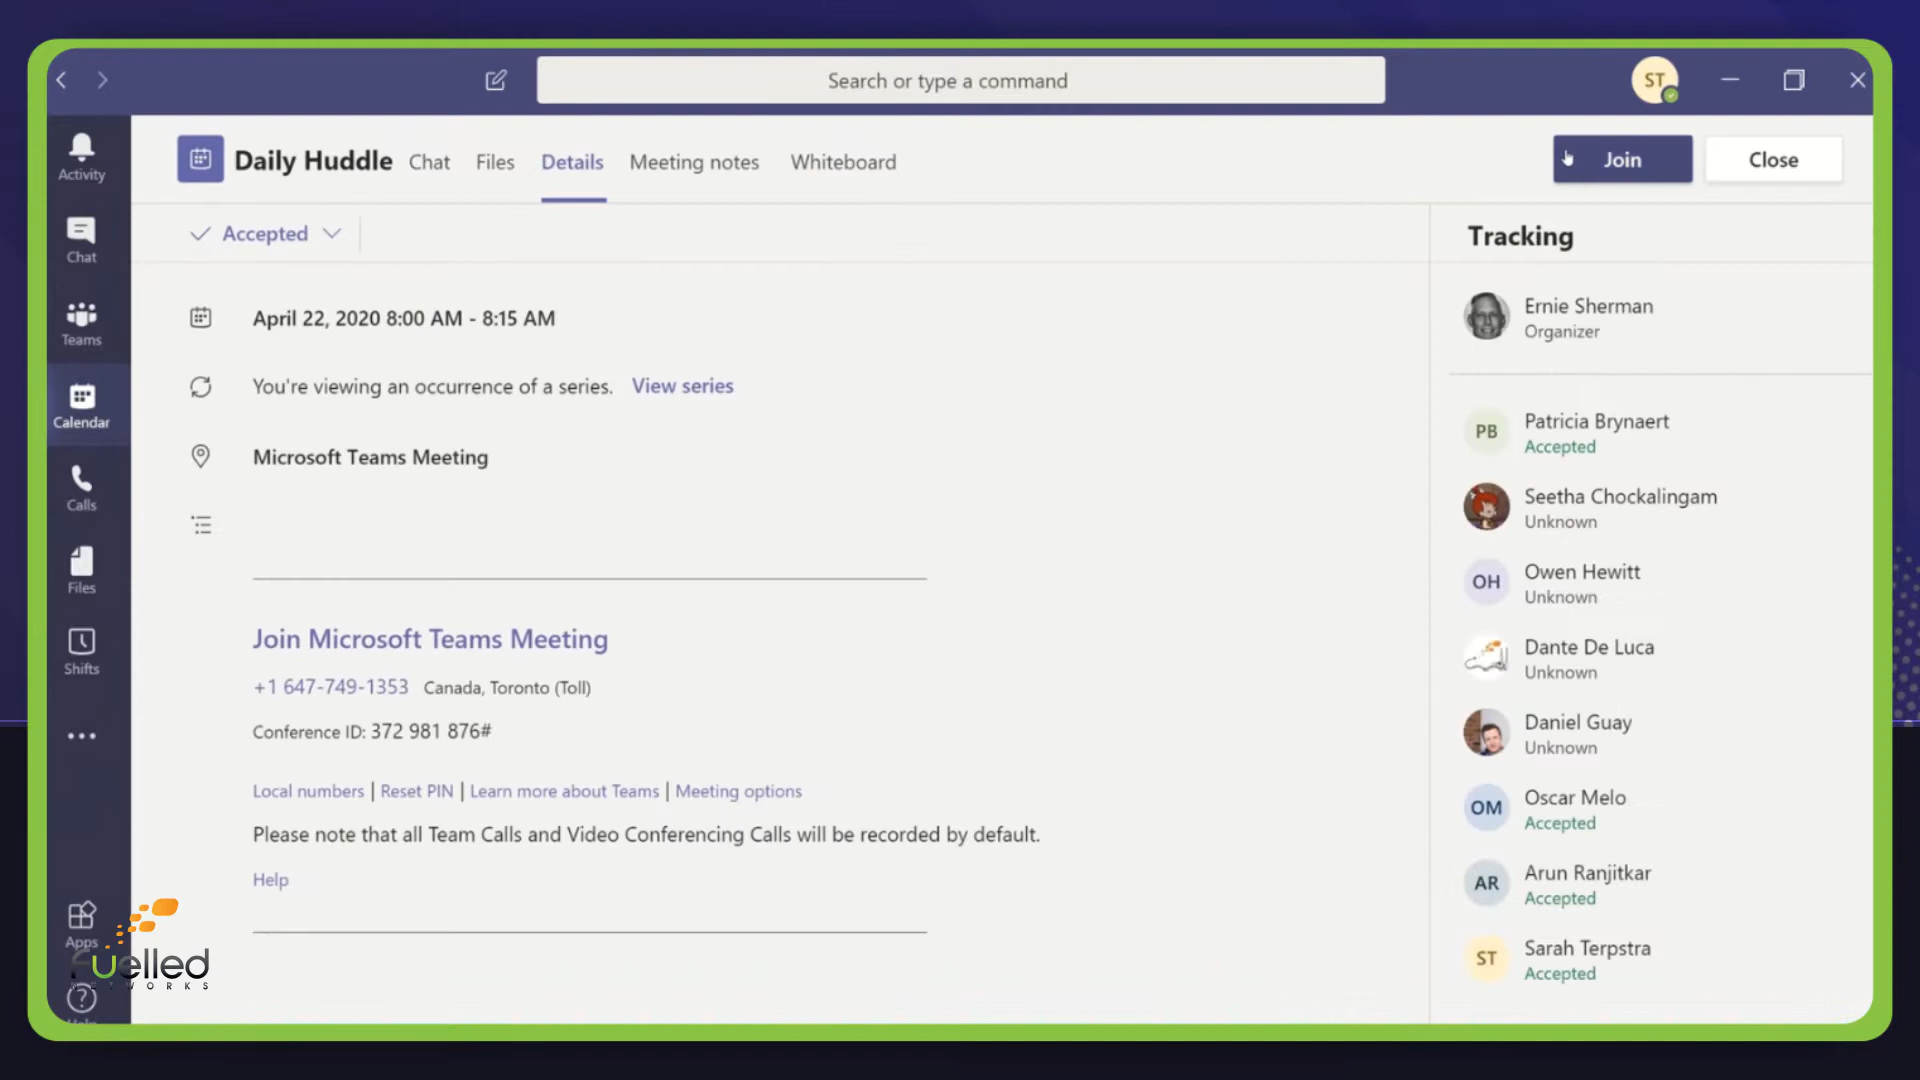 Search or type a command
ST
Activity
Chat
Teams
Calendar
Calls
Files
Shifts
Apps
Help
Daily Huddle
Chat
Files
Details
Meeting notes
Whiteboard
Join
Close
Accepted
April 22, 2020 8:00 AM - 8:15 AM
You're viewing an occurrence of a series. View series
Microsoft Teams Meeting
Join Microsoft Teams Meeting
+1 647-749-1353 Canada, Toronto (Toll)
Conference ID: 372 981 876#
Local numbers | Reset PIN | Learn more about Teams | Meeting options
Please note that all Team Calls and Video Conferencing Calls will be recorded by default.
Help
Tracking
Ernie Sherman
Organizer
PB
Patricia Brynaert
Accepted
Seetha Chockalingam
Unknown
OH
Owen Hewitt
Unknown
Dante De Luca
Unknown
Daniel Guay
Unknown
OM
Oscar Melo
Accepted
AR
Arun Ranjitkar
Accepted
ST
Sarah Terpstra
Accepted
fuelled
NETWORKS